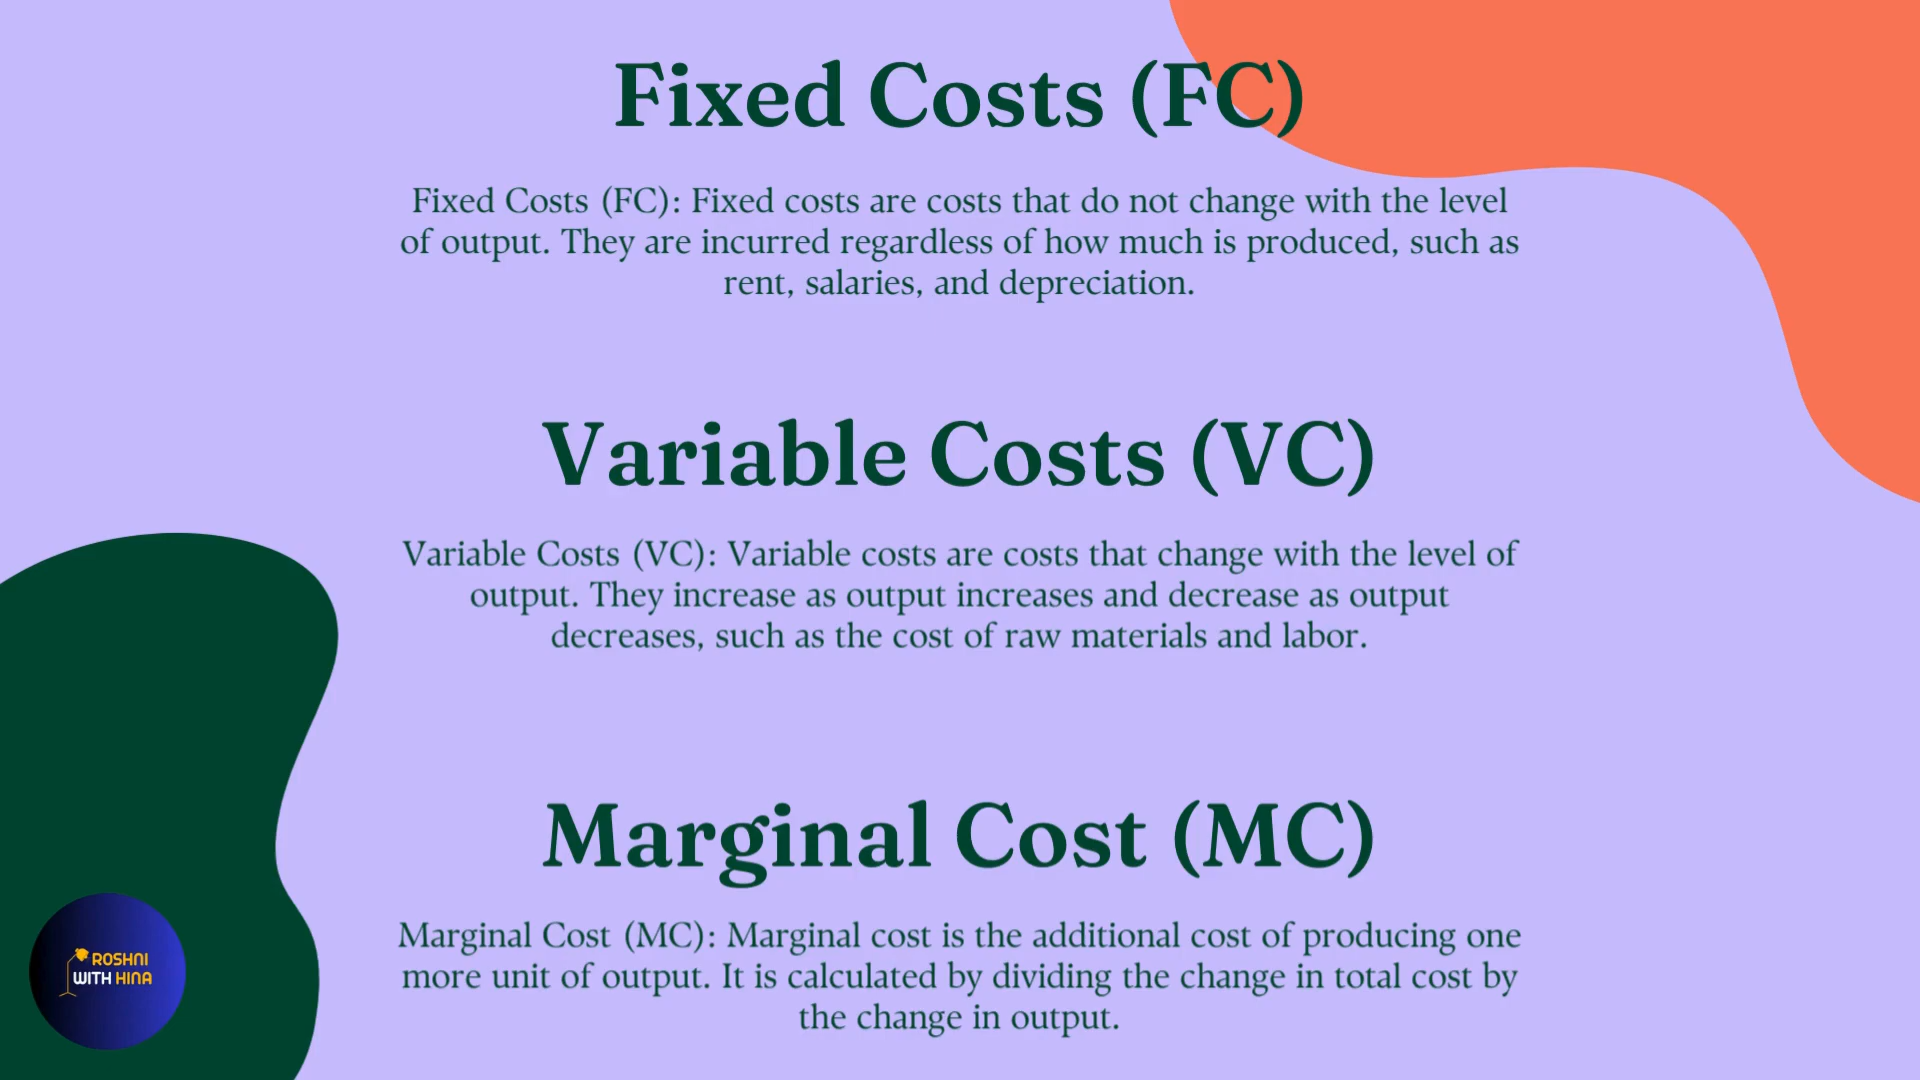 Fixed Costs (FC)
Fixed Costs (FC): Fixed costs are costs that do not change with the level
of output. They are incurred regardless of how much is produced, such as
rent, salaries, and depreciation.
Variable Costs (VC)
Variable Costs (VC): Variable costs are costs that change with the level of
output. They increase as output increases and decrease as output
decreases, such as the cost of raw materials and labor.
Marginal Cost (MC)
Marginal Cost (MC): Marginal cost is the additional cost of producing one
more unit of output. It is calculated by dividing the change in total cost by
the change in output.
ROSHNI
WITH HINA